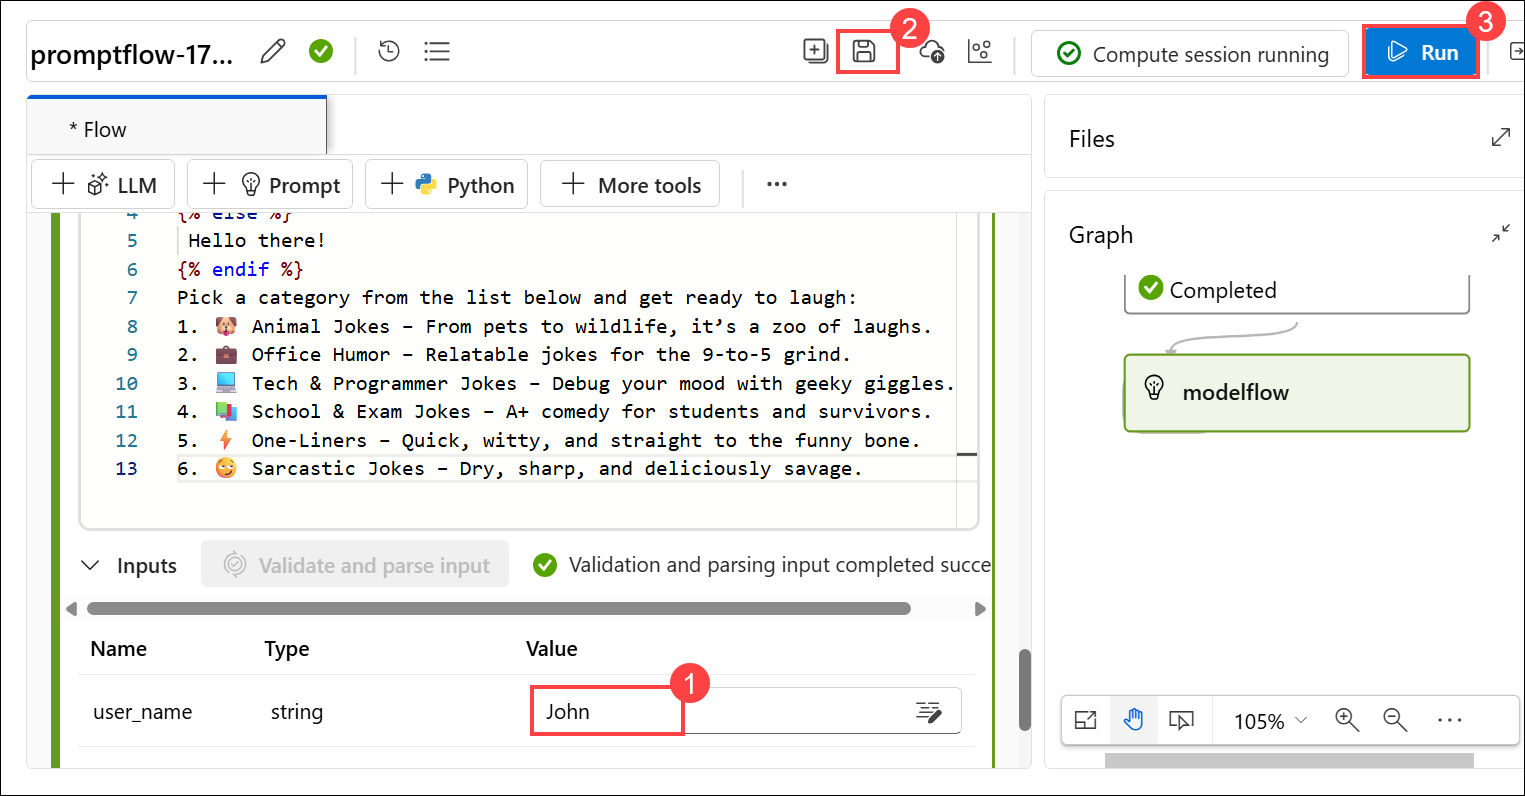 promptflow-17...
2
Compute session running
Run
3
* Flow
LLM
Prompt
Python
More tools
...
4 {% else %}
5 Hello there!
6 {% endif %}
7 Pick a category from the list below and get ready to laugh:
8 1. 🐶 Animal Jokes – From pets to wildlife, it’s a zoo of laughs.
9 2. 💼 Office Humor – Relatable jokes for the 9-to-5 grind.
10 3. 💻 Tech & Programmer Jokes – Debug your mood with geeky giggles.
11 4. 📚 School & Exam Jokes – A+ comedy for students and survivors.
12 5. ⚡ One-Liners – Quick, witty, and straight to the funny bone.
13 6. 😏 Sarcastic Jokes – Dry, sharp, and deliciously savage.
Inputs
Validate and parse input
Validation and parsing input completed succe
Name Type Value
1
user_name string John
Files
Graph
Completed
modelflow
105%